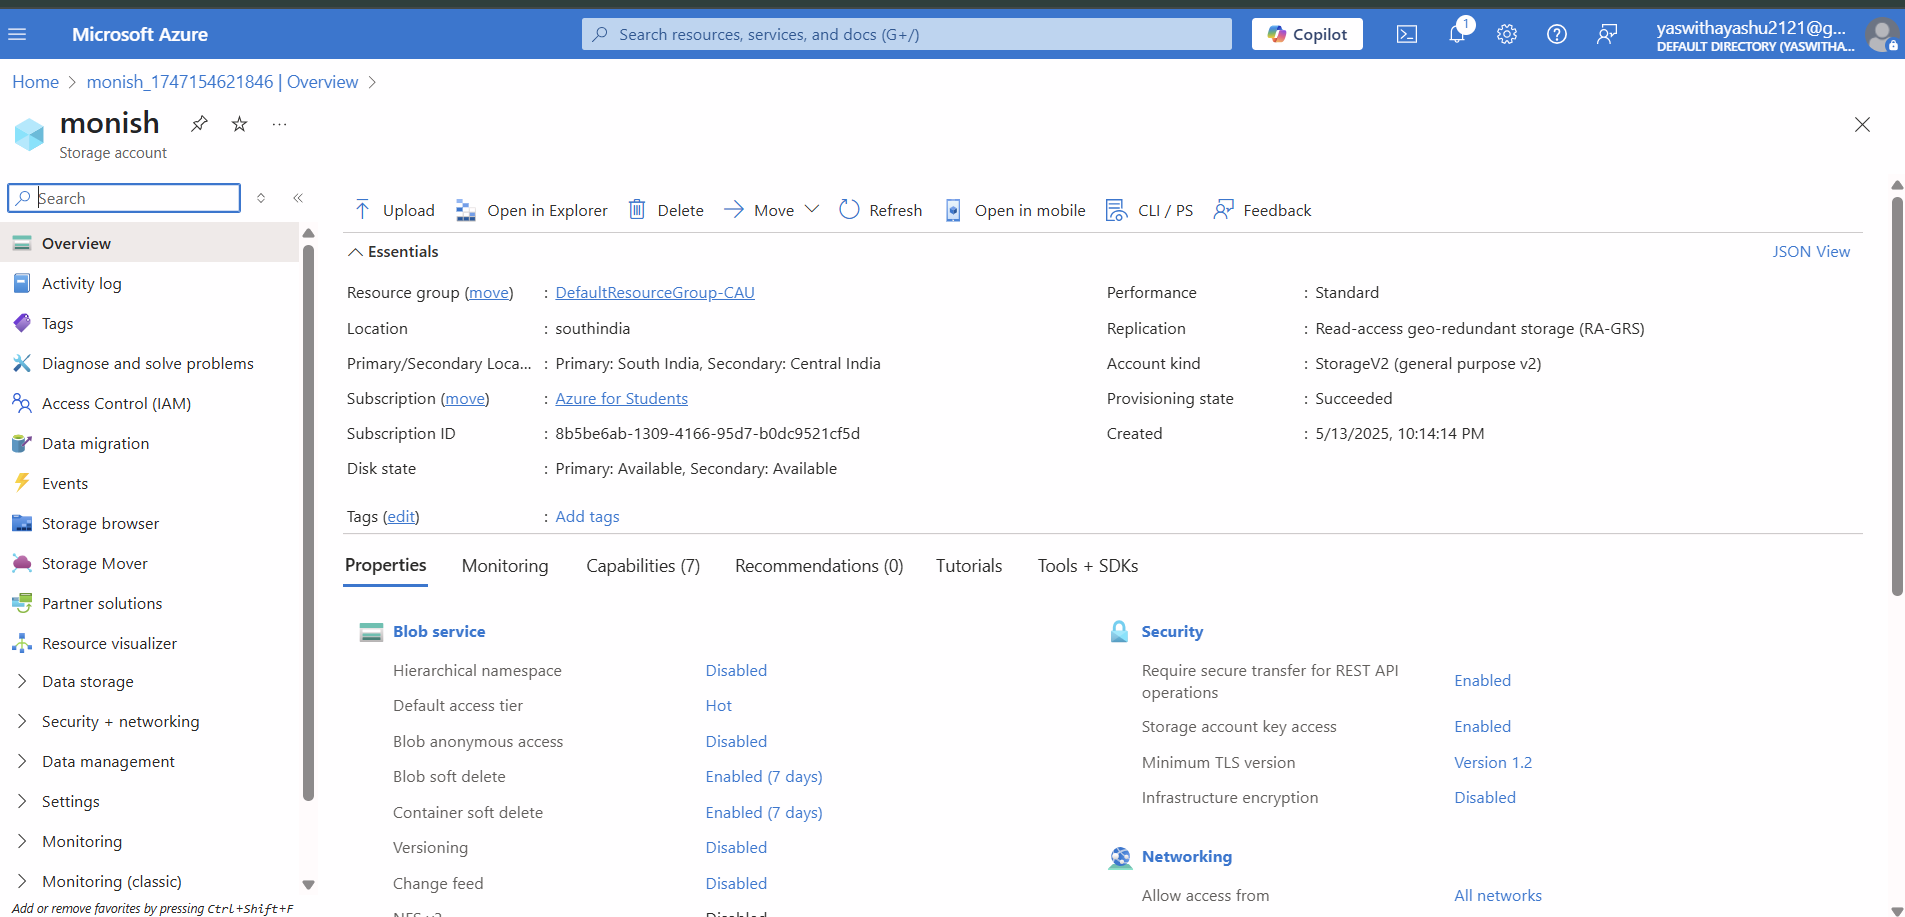 Microsoft Azure
Search resources, services, and docs (G+/)
Copilot
1
yaswithayashu2121@g...
DEFAULT DIRECTORY (YASWITHA...
Home > monish_1747154621846 | Overview >
monish
...
Storage account
Search
Upload
Open in Explorer
Delete
Move
Refresh
Open in mobile
CLI / PS
Feedback
Overview
Activity log
Tags
Diagnose and solve problems
Access Control (IAM)
Data migration
Events
Storage browser
Storage Mover
Partner solutions
Resource visualizer
Data storage
Security + networking
Data management
Settings
Monitoring
Monitoring (classic)
Add or remove favorites by pressing Ctrl+Shift+F
Essentials
JSON View
Resource group (move) : DefaultResourceGroup-CAU
Location : southindia
Primary/Secondary Loca... : Primary: South India, Secondary: Central India
Subscription (move) : Azure for Students
Subscription ID : 8b5be6ab-1309-4166-95d7-b0dc9521cf5d
Disk state : Primary: Available, Secondary: Available
Tags (edit) : Add tags
Performance : Standard
Replication : Read-access geo-redundant storage (RA-GRS)
Account kind : StorageV2 (general purpose v2)
Provisioning state : Succeeded
Created : 5/13/2025, 10:14:14 PM
Properties
Monitoring
Capabilities (7)
Recommendations (0)
Tutorials
Tools + SDKs
Blob service
Hierarchical namespace Disabled
Default access tier Hot
Blob anonymous access Disabled
Blob soft delete Enabled (7 days)
Container soft delete Enabled (7 days)
Versioning Disabled
Change feed Disabled
Security
Require secure transfer for REST API
operations Enabled
Storage account key access Enabled
Minimum TLS version Version 1.2
Infrastructure encryption Disabled
Networking
Allow access from All networks